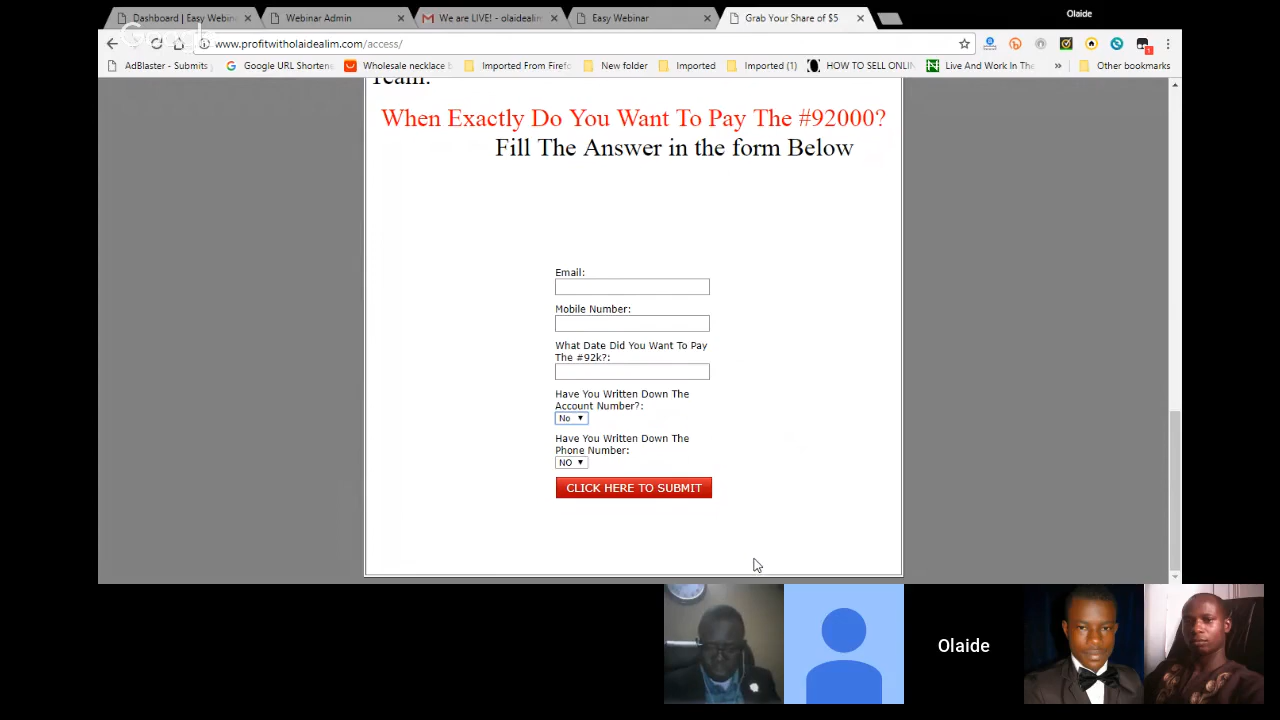 Olaide
Dashboard | Easy Webin
Webinar Admin
We are LIVE! - olaidealim
Easy Webinar
Grab Your Share of $5
Google
www.profitwitholaidealim.com/access/
AdBlaster - Submits
Google URL Shortene
Wholesale necklace b
Imported From Firefo
New folder
Imported
Imported (1)
HOW TO SELL ONLIN
Live And Work In The
»
Other bookmarks
Team.
When Exactly Do You Want To Pay The #92000?
Fill The Answer in the form Below
Email:
Mobile Number:
What Date Did You Want To Pay
The #92k?:
Have You Written Down The
Account Number?:
No
Have You Written Down The
Phone Number:
NO
CLICK HERE TO SUBMIT
Olaide